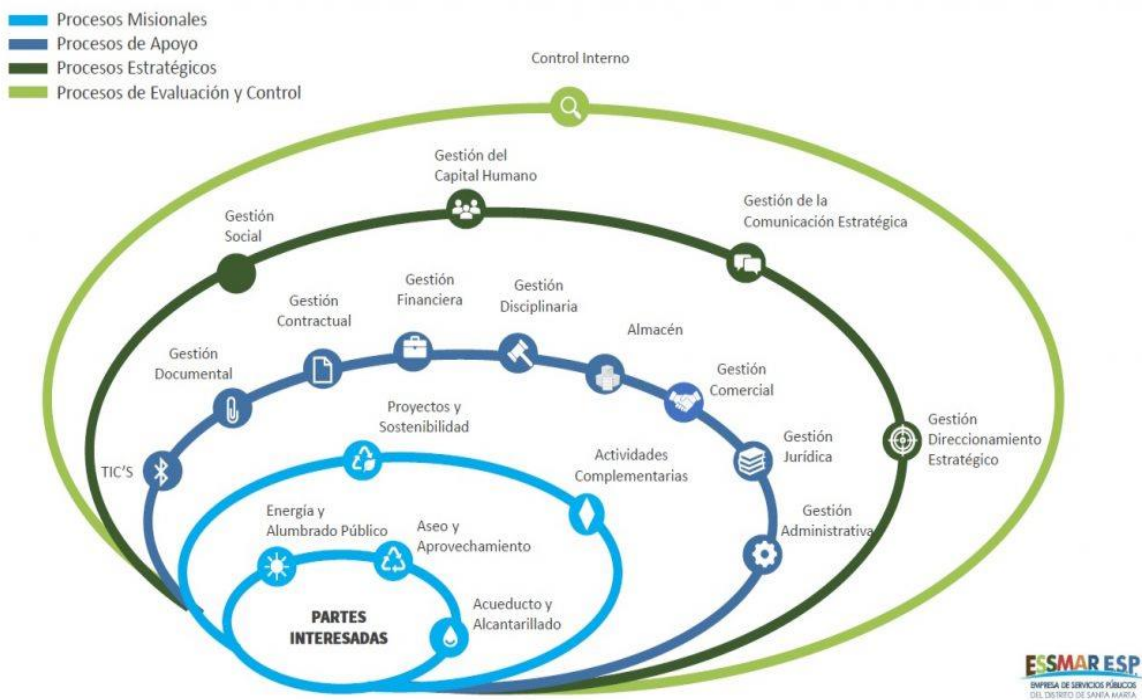 Procesos Misionales
Procesos de Apoyo
Procesos Estratégicos
Procesos de Evaluación y Control
Control Interno
Gestión del
Capital Humano
Gestión de la
Comunicación Estratégica
Gestión
Social
Gestión
Financiera
Gestión
Disciplinaria
Gestión
Contractual
Almacén
Gestión
Documental
Gestión
Comercial
Proyectos y
Sostenibilidad
Gestión
Direccionamiento
Estratégico
Gestión
Jurídica
TIC'S
Actividades
Complementarias
Energía y
Alumbrado Público
Aseo y
Aprovechamiento
Gestión
Administrativa
Acueducto y
Alcantarillado
PARTES
INTERESADAS
ESSMAR ESP
EMPRESA DE SERVICIOS PÚBLICOS
DEL DISTRITO DE SANTA MARTA